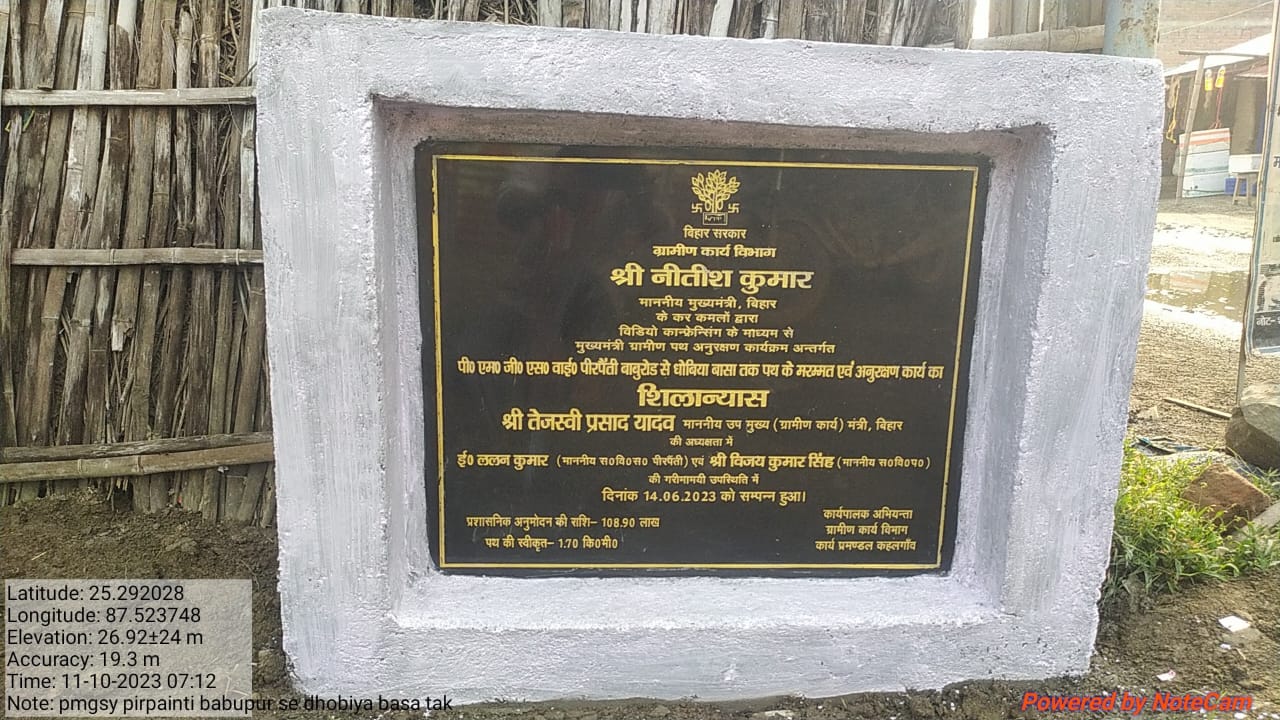 बिहार सरकार
ग्रामीण कार्य विभाग
श्री नीतीश कुमार
माननीय मुख्यमंत्री, बिहार
के कर कमलों द्वारा
विडियो कान्फ्रेन्सिंग के माध्यम से
मुख्यमंत्री ग्रामीण पथ अनुरक्षण कार्यक्रम अन्तर्गत
पी० एम० जी० एस० वाई० पीरपैंती बाबुरोड से धोबिया बासा तक पथ के मरम्मत एवं अनुरक्षण कार्य का
शिलान्यास
श्री तेजस्वी प्रसाद यादव माननीय उप मुख्य (ग्रामीण कार्य) मंत्री, बिहार
की अध्यक्षता में
ई० ललन कुमार (माननीय स०वि०स० पीरपैंती) एवं श्री विजय कुमार सिंह (माननीय स०वि०प०)
की गरीमामयी उपस्थिति में
दिनांक 14.06.2023 को सम्पन्न हुआ।
प्रशासनिक अनुमोदन की राशि– 108.90 लाख
पथ की स्वीकृत– 1.70 कि०मी०
कार्यपालक अभियन्ता
ग्रामीण कार्य विभाग
कार्य प्रमण्डल कहलगाँव
Latitude: 25.292028
Longitude: 87.523748
Elevation: 26.92±24 m
Accuracy: 19.3 m
Time: 11-10-2023 07:12
Note: pmgsy pirpainti babupur se dhobiya basa tak
Powered by NoteCam